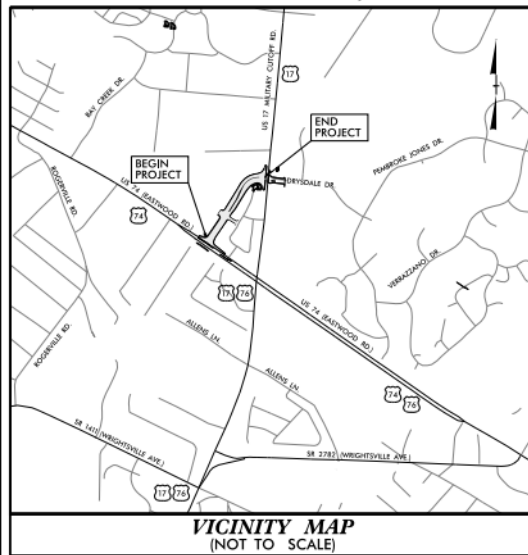 US 17 MILITARY CUTOFF RD.
17
BAY CREEK DR.
END
PROJECT
BEGIN
PROJECT
DRYSDALE DR
PEMBROKE JONES DR
ROGERVILLE RD.
US 74 (EASTWOOD RD.)
74
VERRAZZANO DR
17 76
US 74 (EASTWOOD RD.)
ALLENS LN.
ROGERVILLE RD.
ALLENS LN.
74
76
SR 1411 (WRIGHTSVILLE AVE.)
SR 2782 (WRIGHTSVILLE AVE.)
17 76
VICINITY MAP
(NOT TO SCALE)